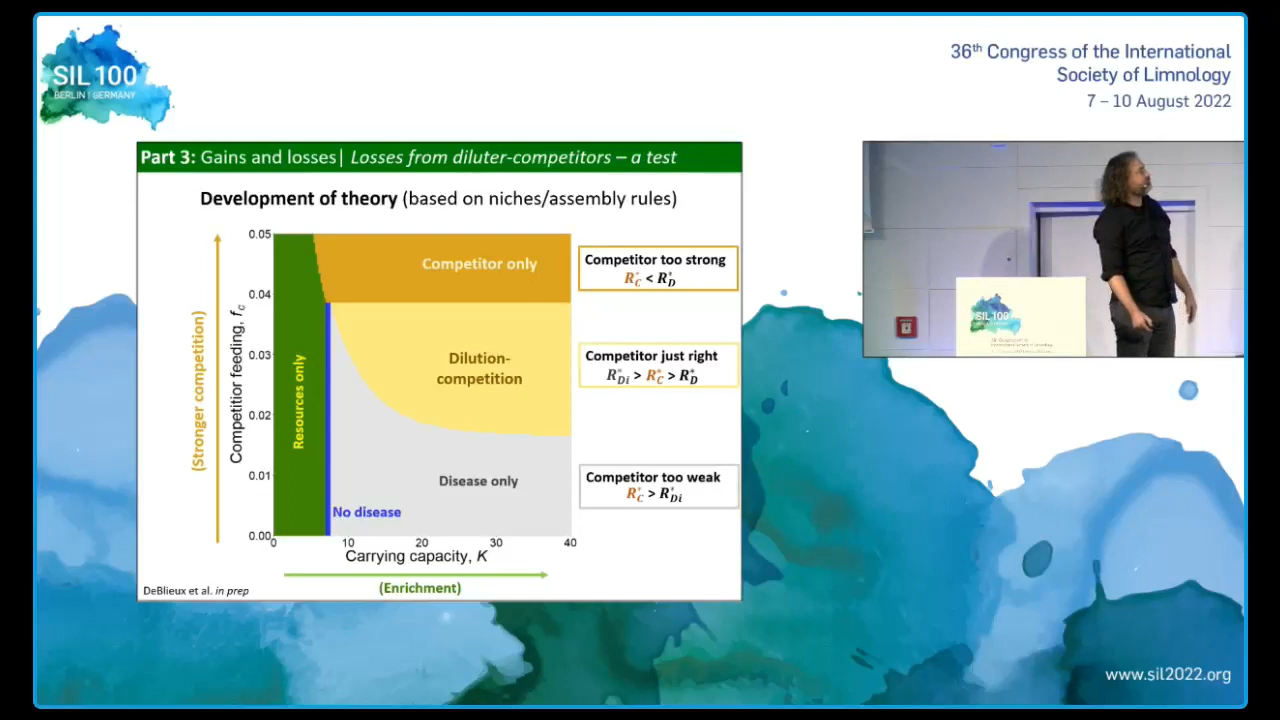 SIL 100
BERLIN | GERMANY
36th Congress of the International
Society of Limnology
7 – 10 August 2022
Part 3: Gains and losses| Losses from diluter-competitors – a test
Development of theory (based on niches/assembly rules)
(Stronger competition)
Competitior feeding, fc
0.05
0.04
0.03
0.02
0.01
0.00
Resources only
Competitor only
Dilution-
competition
Disease only
No disease
0
10
20
30
40
Carrying capacity, K
(Enrichment)
Competitor too strong
R*C < R*D
Competitor just right
R*Di > R*C > R*D
Competitor too weak
R*C > R*Di
DeBlieux et al. in prep
SIL 100
www.sil2022.org